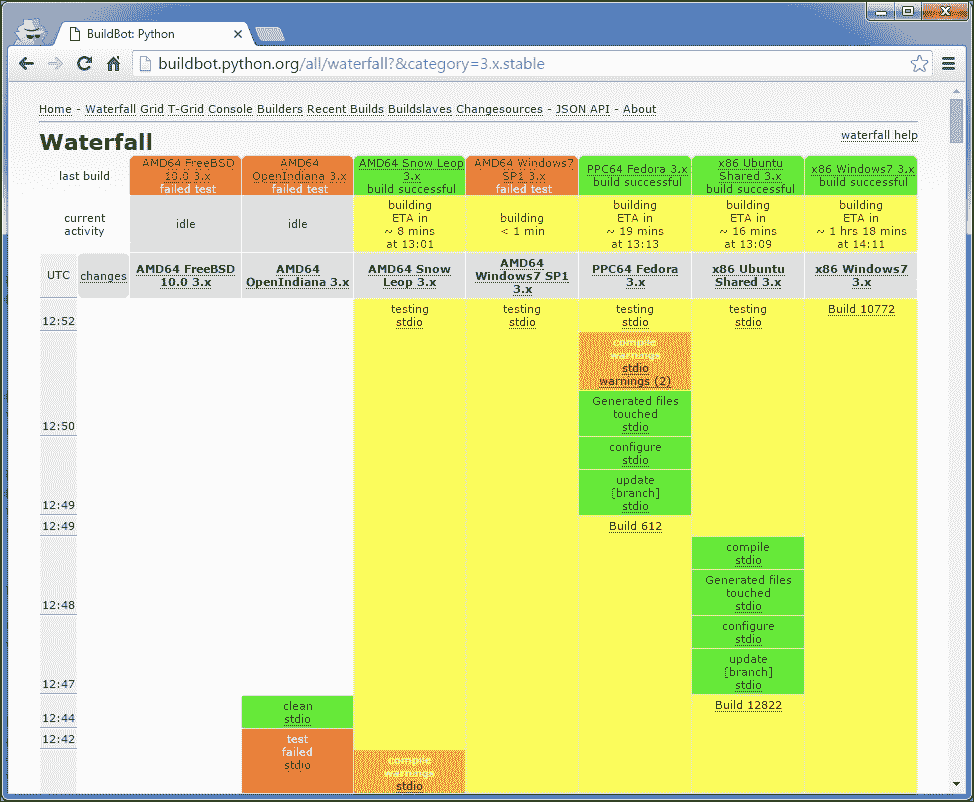 BuildBot: Python
buildbot.python.org/all/waterfall?&category=3.x.stable
Home - Waterfall Grid T-Grid Console Builders Recent Builds Buildslaves Changesources - JSON API - About
Waterfall
waterfall help
last build
AMD64 FreeBSD
10.0 3.x
failed test
AMD64
OpenIndiana 3.x
failed test
AMD64 Snow Leop
3.x
build successful
AMD64 Windows7
SP1 3.x
failed test
PPC64 Fedora 3.x
build successful
x86 Ubuntu
Shared 3.x
build successful
x86 Windows7 3.x
build successful
current
activity
idle
idle
building
ETA in
~ 8 mins
at 13:01
building
< 1 min
building
ETA in
~ 19 mins
at 13:13
building
ETA in
~ 16 mins
at 13:09
building
ETA in
~ 1 hrs 18 mins
at 14:11
UTC
changes
AMD64 FreeBSD
10.0 3.x
AMD64
OpenIndiana 3.x
AMD64 Snow
Leop 3.x
AMD64
Windows7 SP1
3.x
PPC64 Fedora
3.x
x86 Ubuntu
Shared 3.x
x86 Windows7
3.x
12:52
testing
stdio
testing
stdio
testing
stdio
testing
stdio
Build 10772
compile
warnings
stdio
warnings (2)
12:50
Generated files
touched
stdio
configure
stdio
12:49
update
[branch]
stdio
12:49
Build 612
12:48
compile
stdio
Generated files
touched
stdio
configure
stdio
12:47
update
[branch]
stdio
12:44
clean
stdio
Build 12822
12:42
test
failed
stdio
compile
warnings
stdio